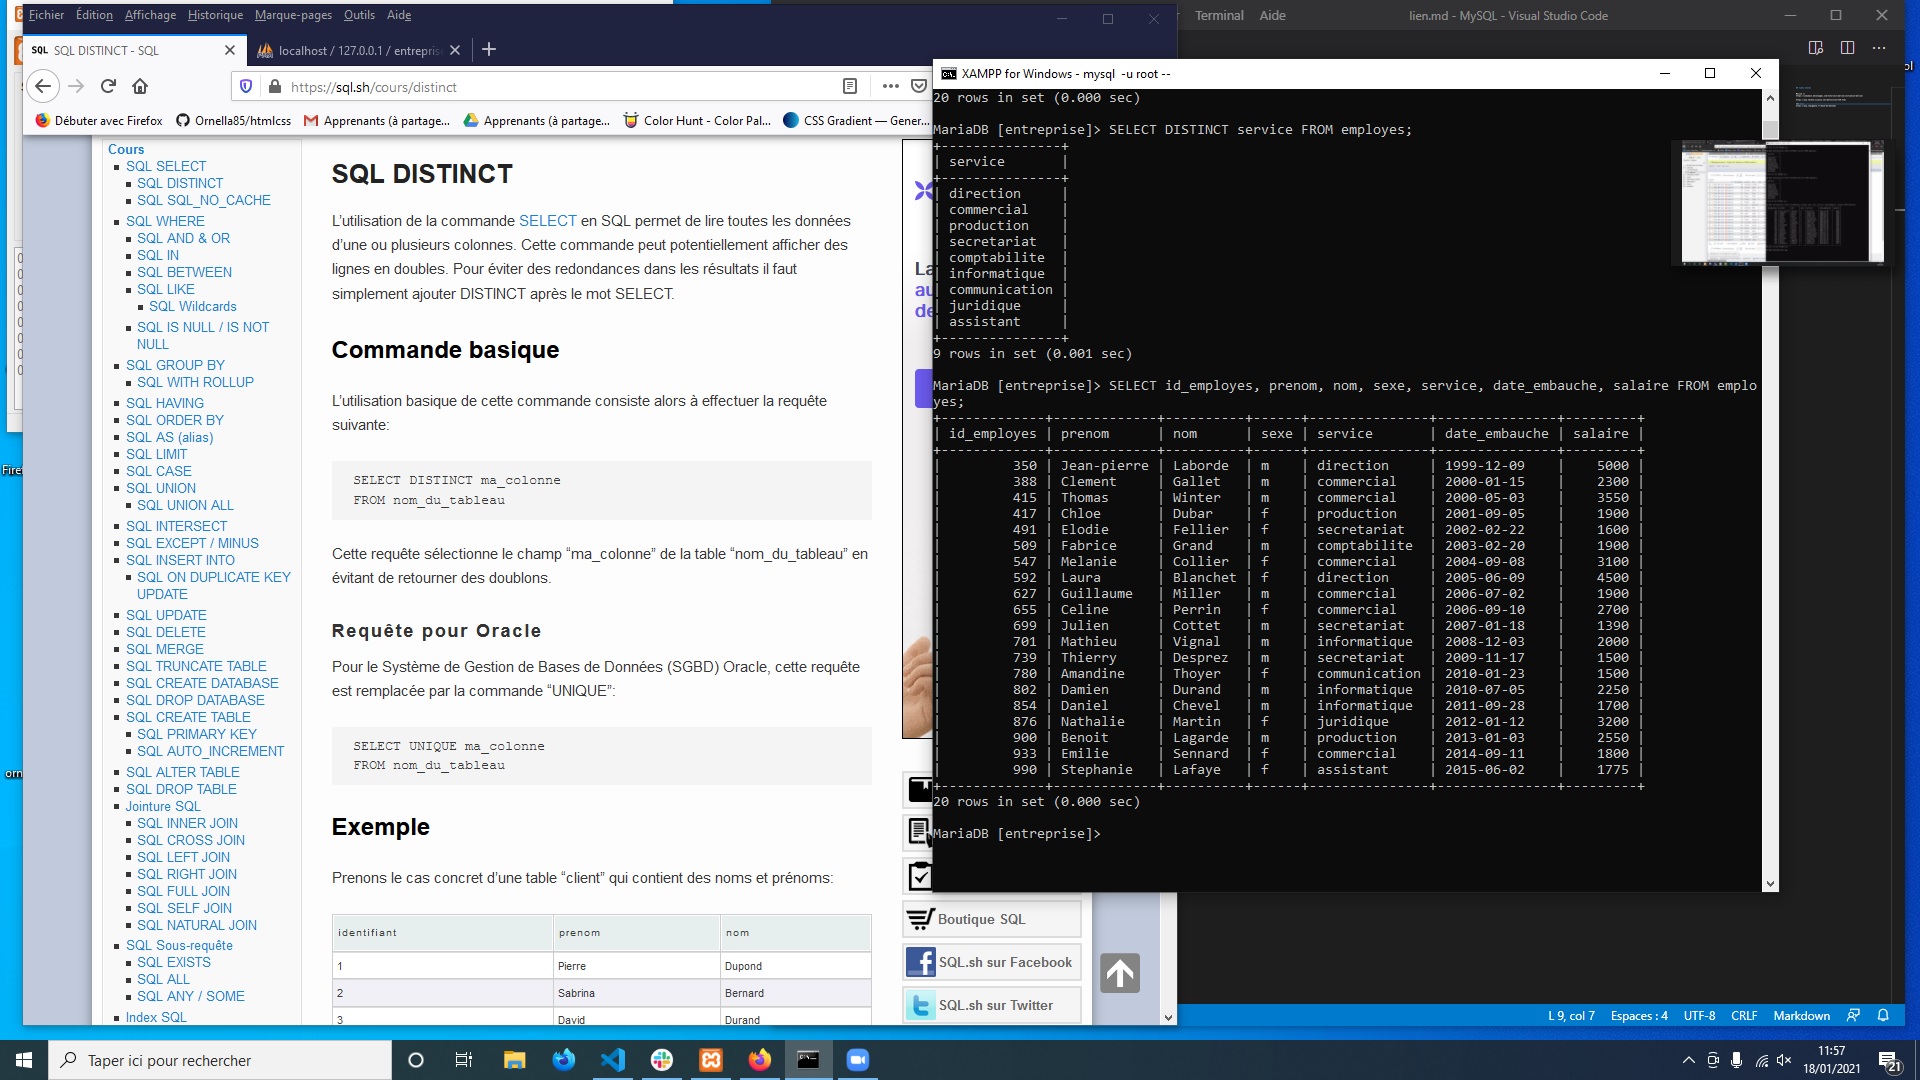 Fichier Édition Affichage Historique Marque-pages Outils Aide
SQL SQL DISTINCT - SQL
localhost / 127.0.0.1 / entrepris
https://sql.sh/cours/distinct
Débuter avec Firefox Ornella85/htmlcss Apprenants (à partage... Apprenants (à partage... Color Hunt - Color Pal... CSS Gradient — Gener...
Cours
SQL SELECT
SQL DISTINCT
SQL SQL_NO_CACHE
SQL WHERE
SQL AND & OR
SQL IN
SQL BETWEEN
SQL LIKE
SQL Wildcards
SQL IS NULL / IS NOT
NULL
SQL GROUP BY
SQL WITH ROLLUP
SQL HAVING
SQL ORDER BY
SQL AS (alias)
SQL LIMIT
SQL CASE
SQL UNION
SQL UNION ALL
SQL INTERSECT
SQL EXCEPT / MINUS
SQL INSERT INTO
SQL ON DUPLICATE KEY
UPDATE
SQL UPDATE
SQL DELETE
SQL MERGE
SQL TRUNCATE TABLE
SQL CREATE DATABASE
SQL DROP DATABASE
SQL CREATE TABLE
SQL PRIMARY KEY
SQL AUTO_INCREMENT
SQL ALTER TABLE
SQL DROP TABLE
Jointure SQL
SQL INNER JOIN
SQL CROSS JOIN
SQL LEFT JOIN
SQL RIGHT JOIN
SQL FULL JOIN
SQL SELF JOIN
SQL NATURAL JOIN
SQL Sous-requête
SQL EXISTS
SQL ALL
SQL ANY / SOME
Index SQL
SQL DISTINCT
L'utilisation de la commande SELECT en SQL permet de lire toutes les données
d'une ou plusieurs colonnes. Cette commande peut potentiellement afficher des
lignes en doubles. Pour éviter des redondances dans les résultats il faut
simplement ajouter DISTINCT après le mot SELECT.
Commande basique
L'utilisation basique de cette commande consiste alors à effectuer la requête
suivante:
SELECT DISTINCT ma_colonne
FROM nom_du_tableau
Cette requête sélectionne le champ “ma_colonne” de la table “nom_du_tableau” en
évitant de retourner des doublons.
Requête pour Oracle
Pour le Système de Gestion de Bases de Données (SGBD) Oracle, cette requête
est remplacée par la commande “UNIQUE”:
SELECT UNIQUE ma_colonne
FROM nom_du_tableau
Exemple
Prenons le cas concret d'une table “client” qui contient des noms et prénoms:
identifiant prenom nom
1 Pierre Dupond
2 Sabrina Bernard
3 David Durand
Boutique SQL
SQL.sh sur Facebook
SQL.sh sur Twitter
Terminal Aide lien.md - MySQL - Visual Studio Code
XAMPP for Windows - mysql -u root --
20 rows in set (0.000 sec)
MariaDB [entreprise]> SELECT DISTINCT service FROM employes;
+---------------+
| service |
+---------------+
| direction |
| commercial |
| production |
| secretariat |
| comptabilite |
| informatique |
| communication |
| juridique |
| assistant |
+---------------+
9 rows in set (0.001 sec)
MariaDB [entreprise]> SELECT id_employes, prenom, nom, sexe, service, date_embauche, salaire FROM emplo
yes;
+-------------+-------------+----------+------+---------------+---------------+---------+
| id_employes | prenom | nom | sexe | service | date_embauche | salaire |
+-------------+-------------+----------+------+---------------+---------------+---------+
| 350 | Jean-pierre | Laborde | m | direction | 1999-12-09 | 5000 |
| 388 | Clement | Gallet | m | commercial | 2000-01-15 | 2300 |
| 415 | Thomas | Winter | m | commercial | 2000-05-03 | 3550 |
| 417 | Chloe | Dubar | f | production | 2001-09-05 | 1900 |
| 491 | Elodie | Fellier | f | secretariat | 2002-02-22 | 1600 |
| 509 | Fabrice | Grand | m | comptabilite | 2003-02-20 | 1900 |
| 547 | Melanie | Collier | f | commercial | 2004-09-08 | 3100 |
| 592 | Laura | Blanchet | f | direction | 2005-06-09 | 4500 |
| 627 | Guillaume | Miller | m | commercial | 2006-07-02 | 1900 |
| 655 | Celine | Perrin | f | commercial | 2006-09-10 | 2700 |
| 699 | Julien | Cottet | m | secretariat | 2007-01-18 | 1390 |
| 701 | Mathieu | Vignal | m | informatique | 2008-12-03 | 2000 |
| 739 | Thierry | Desprez | m | secretariat | 2009-11-17 | 1500 |
| 780 | Amandine | Thoyer | f | communication | 2010-01-23 | 1500 |
| 802 | Damien | Durand | m | informatique | 2010-07-05 | 2250 |
| 854 | Daniel | Chevel | m | informatique | 2011-09-28 | 1700 |
| 876 | Nathalie | Martin | f | juridique | 2012-01-12 | 3200 |
| 900 | Benoit | Lagarde | m | production | 2013-01-03 | 2550 |
| 933 | Emilie | Sennard | f | commercial | 2014-09-11 | 1800 |
| 990 | Stephanie | Lafaye | f | assistant | 2015-06-02 | 1775 |
+-------------+-------------+----------+------+---------------+---------------+---------+
20 rows in set (0.000 sec)
MariaDB [entreprise]>
L 9, col 7 Espaces : 4 UTF-8 CRLF Markdown
Taper ici pour rechercher
11:57
18/01/2021
21